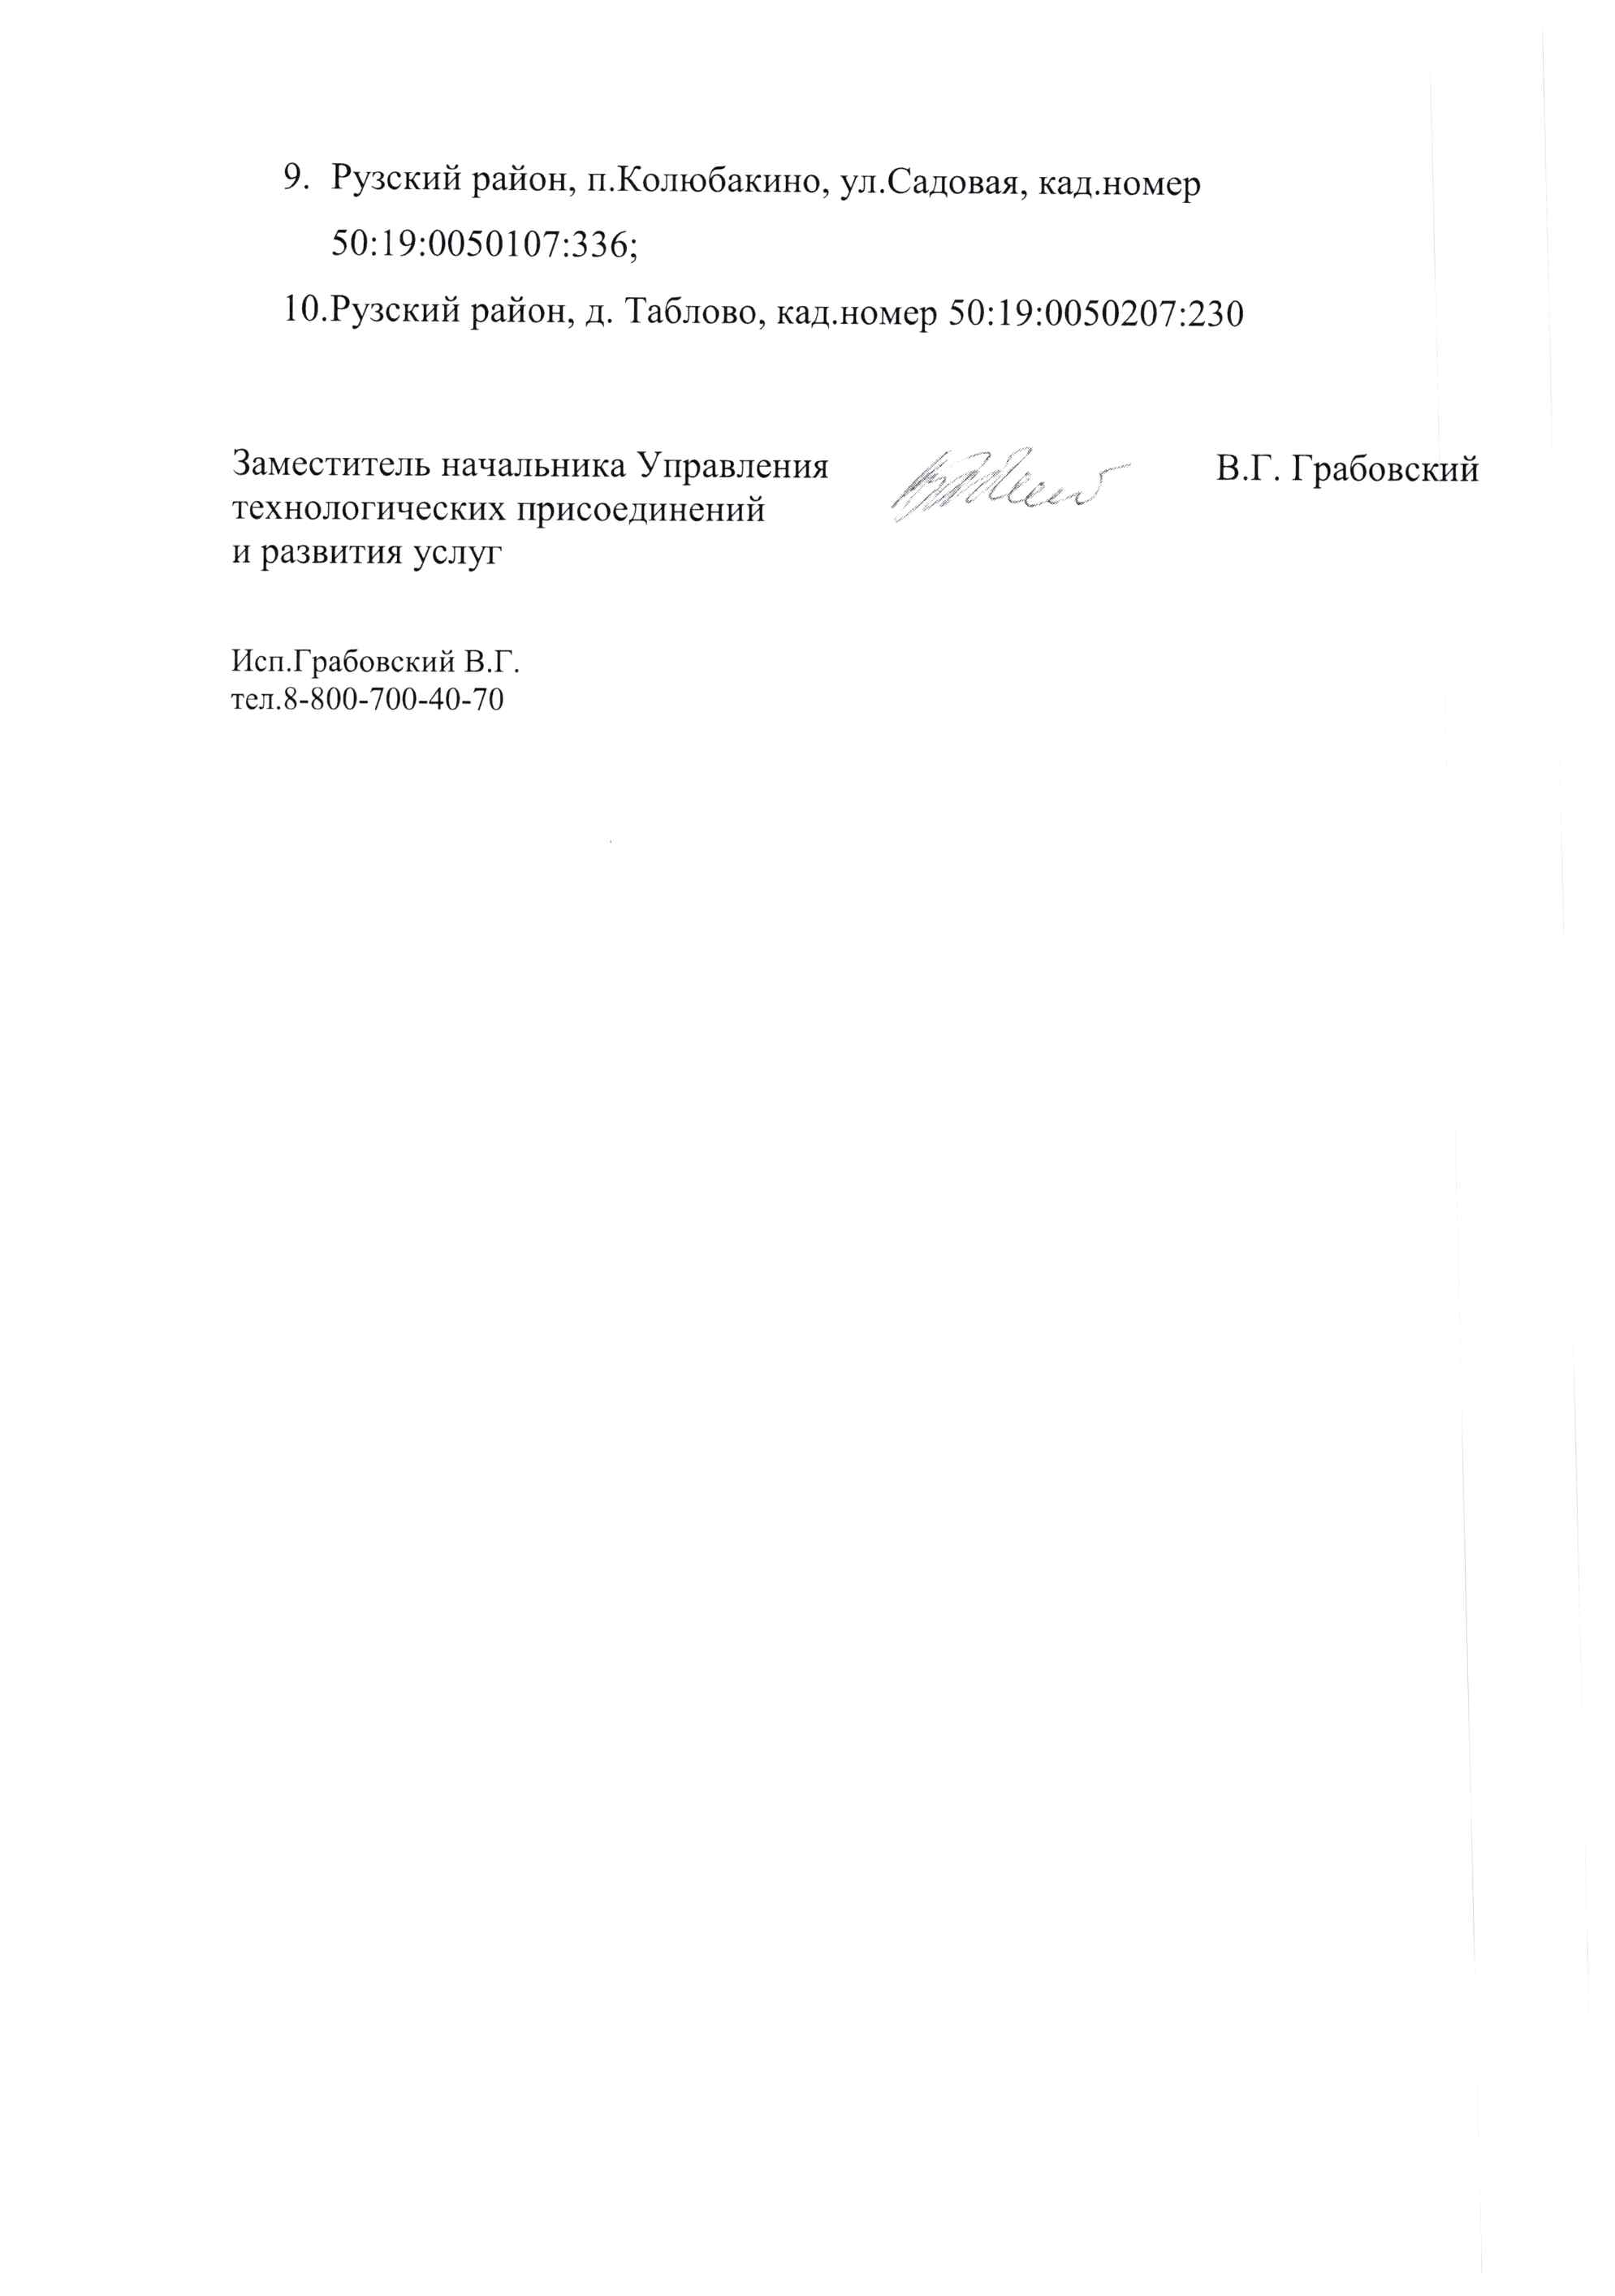 9. Рузский район, п.Колюбакино, ул.Садовая, кад.номер
50:19:0050107:336;
10.Рузский район, д. Таблово, кад.номер 50:19:0050207:230
Заместитель начальника Управления В.Г. Грабовский
технологических присоединений
и развития услуг
Исп.Грабовский В.Г.
тел.8-800-700-40-70